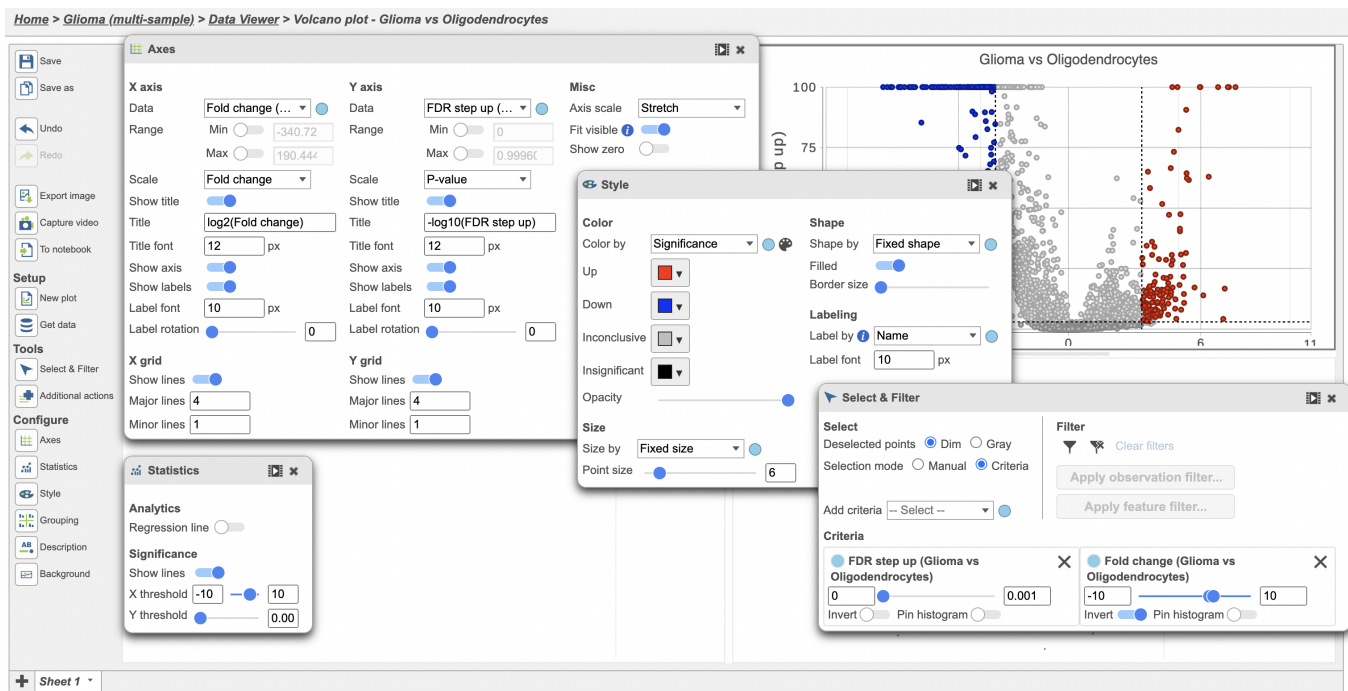 Home > Glioma (multi-sample) > Data Viewer > Volcano plot - Glioma vs Oligodendrocytes
Save
Save as
Undo
Redo
Export image
Capture video
To notebook
Setup
New plot
Get data
Tools
Select & Filter
Additional actions
Configure
Axes
Statistics
Style
Grouping
Description
Background
Axes
X axis
Data Fold change (...
Range Min -340.72
Max 190.444
Scale Fold change
Show title
Title log2(Fold change)
Title font 12 px
Show axis
Show labels
Label font 10 px
Label rotation 0
X grid
Show lines
Major lines 4
Minor lines 1
Y axis
Data FDR step up (...
Range Min 0
Max 0.9996
Scale P-value
Show title
Title -log10(FDR step up)
Title font 12 px
Show axis
Show labels
Label font 10 px
Label rotation 0
Y grid
Show lines
Major lines 4
Minor lines 1
Misc
Axis scale Stretch
Fit visible i
Show zero
Statistics
Analytics
Regression line
Significance
Show lines
X threshold -10 10
Y threshold 0.00
Style
Color
Color by Significance
Up
Down
Inconclusive
Insignificant
Opacity
Size
Size by Fixed size
Point size 6
Shape
Shape by Fixed shape
Filled
Border size
Labeling
Label by i Name
Label font 10 px
Glioma vs Oligodendrocytes
100
75
p up)
0 6 11
Select & Filter
Select
Deselected points Dim Gray
Selection mode Manual Criteria
Add criteria -- Select --
Filter
Clear filters
Apply observation filter...
Apply feature filter...
Criteria
FDR step up (Glioma vs
Oligodendrocytes)
0 0.001
Invert Pin histogram
Fold change (Glioma vs
Oligodendrocytes)
-10 10
Invert Pin histogram
Sheet 1